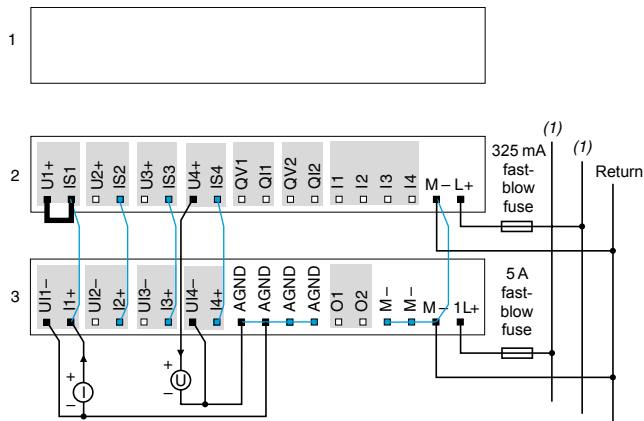 1
2
U1+ IS1 U2+ IS2 U3+ IS3 U4+ IS4 QV1 QI1 QV2 QI2 I1 I2 I3 I4 M– L+
325 mA
fast-
blow
fuse
(1)
(1)
Return
3
UI1– I1+ UI2– I2+ UI3– I3+ UI4– I4+ AGND AGND AGND AGND O1 O2 M– M– M– 1L+
5 A
fast-
blow
fuse
+
I
–
+
U
–